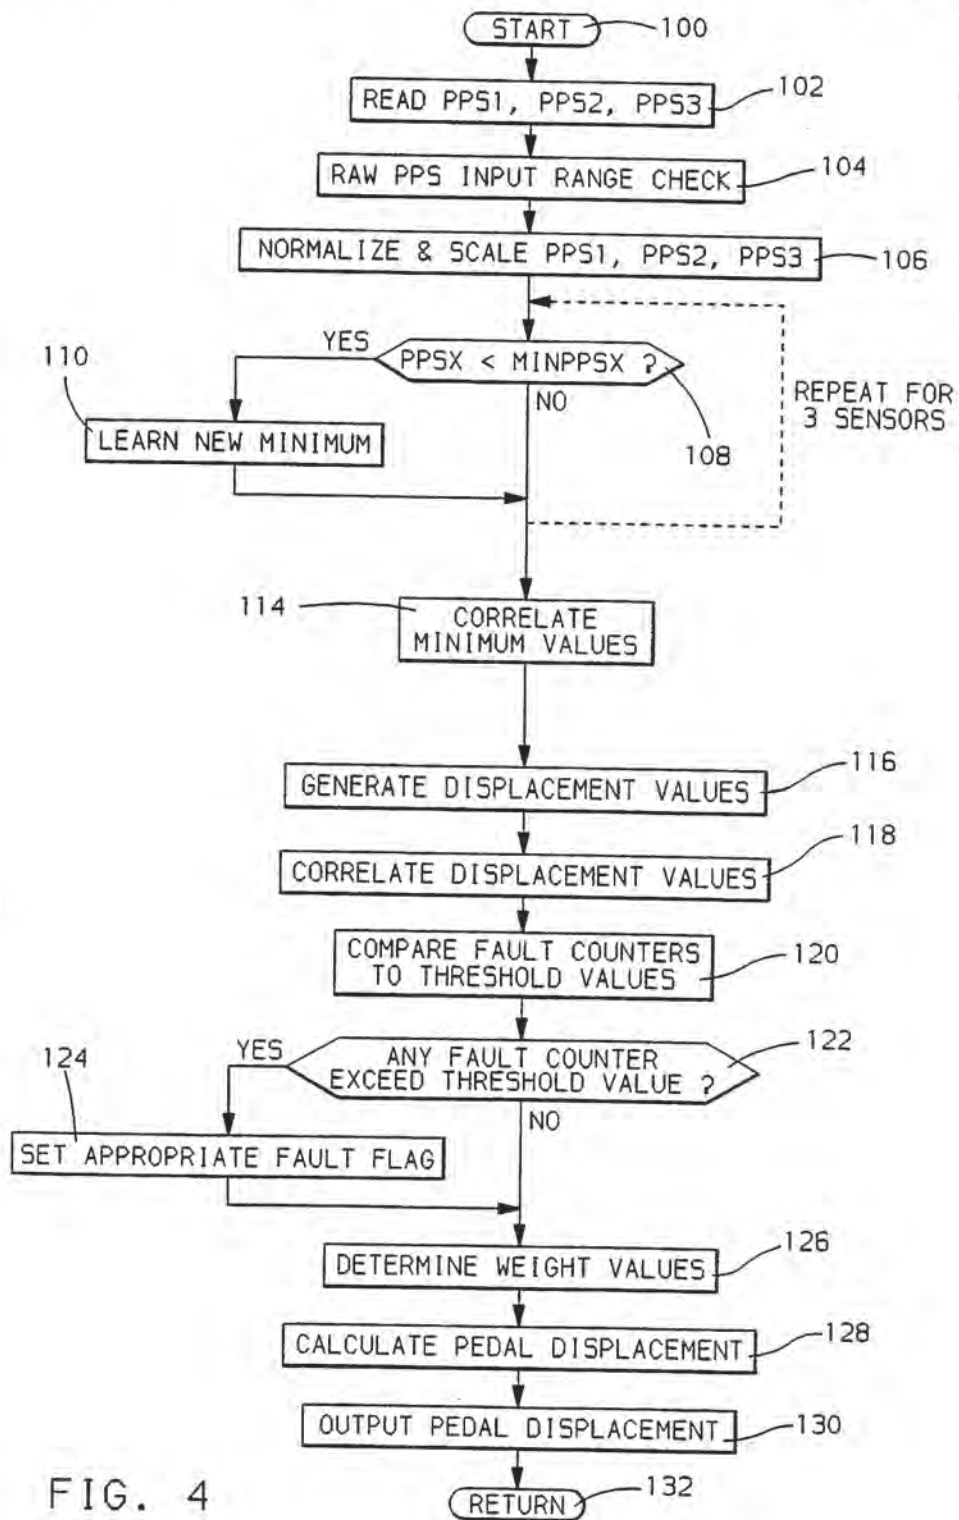 START
100
READ PPS1, PPS2, PPS3
102
RAW PPS INPUT RANGE CHECK
104
NORMALIZE & SCALE PPS1, PPS2, PPS3
106
YES
PPSX < MINPPSX ?
110
NO
108
REPEAT FOR
3 SENSORS
LEARN NEW MINIMUM
114
CORRELATE
MINIMUM VALUES
116
GENERATE DISPLACEMENT VALUES
118
CORRELATE DISPLACEMENT VALUES
COMPARE FAULT COUNTERS
TO THRESHOLD VALUES
120
124
YES
ANY FAULT COUNTER
EXCEED THRESHOLD VALUE ?
122
NO
SET APPROPRIATE FAULT FLAG
DETERMINE WEIGHT VALUES
126
CALCULATE PEDAL DISPLACEMENT
128
OUTPUT PEDAL DISPLACEMENT
130
RETURN
132
FIG. 4